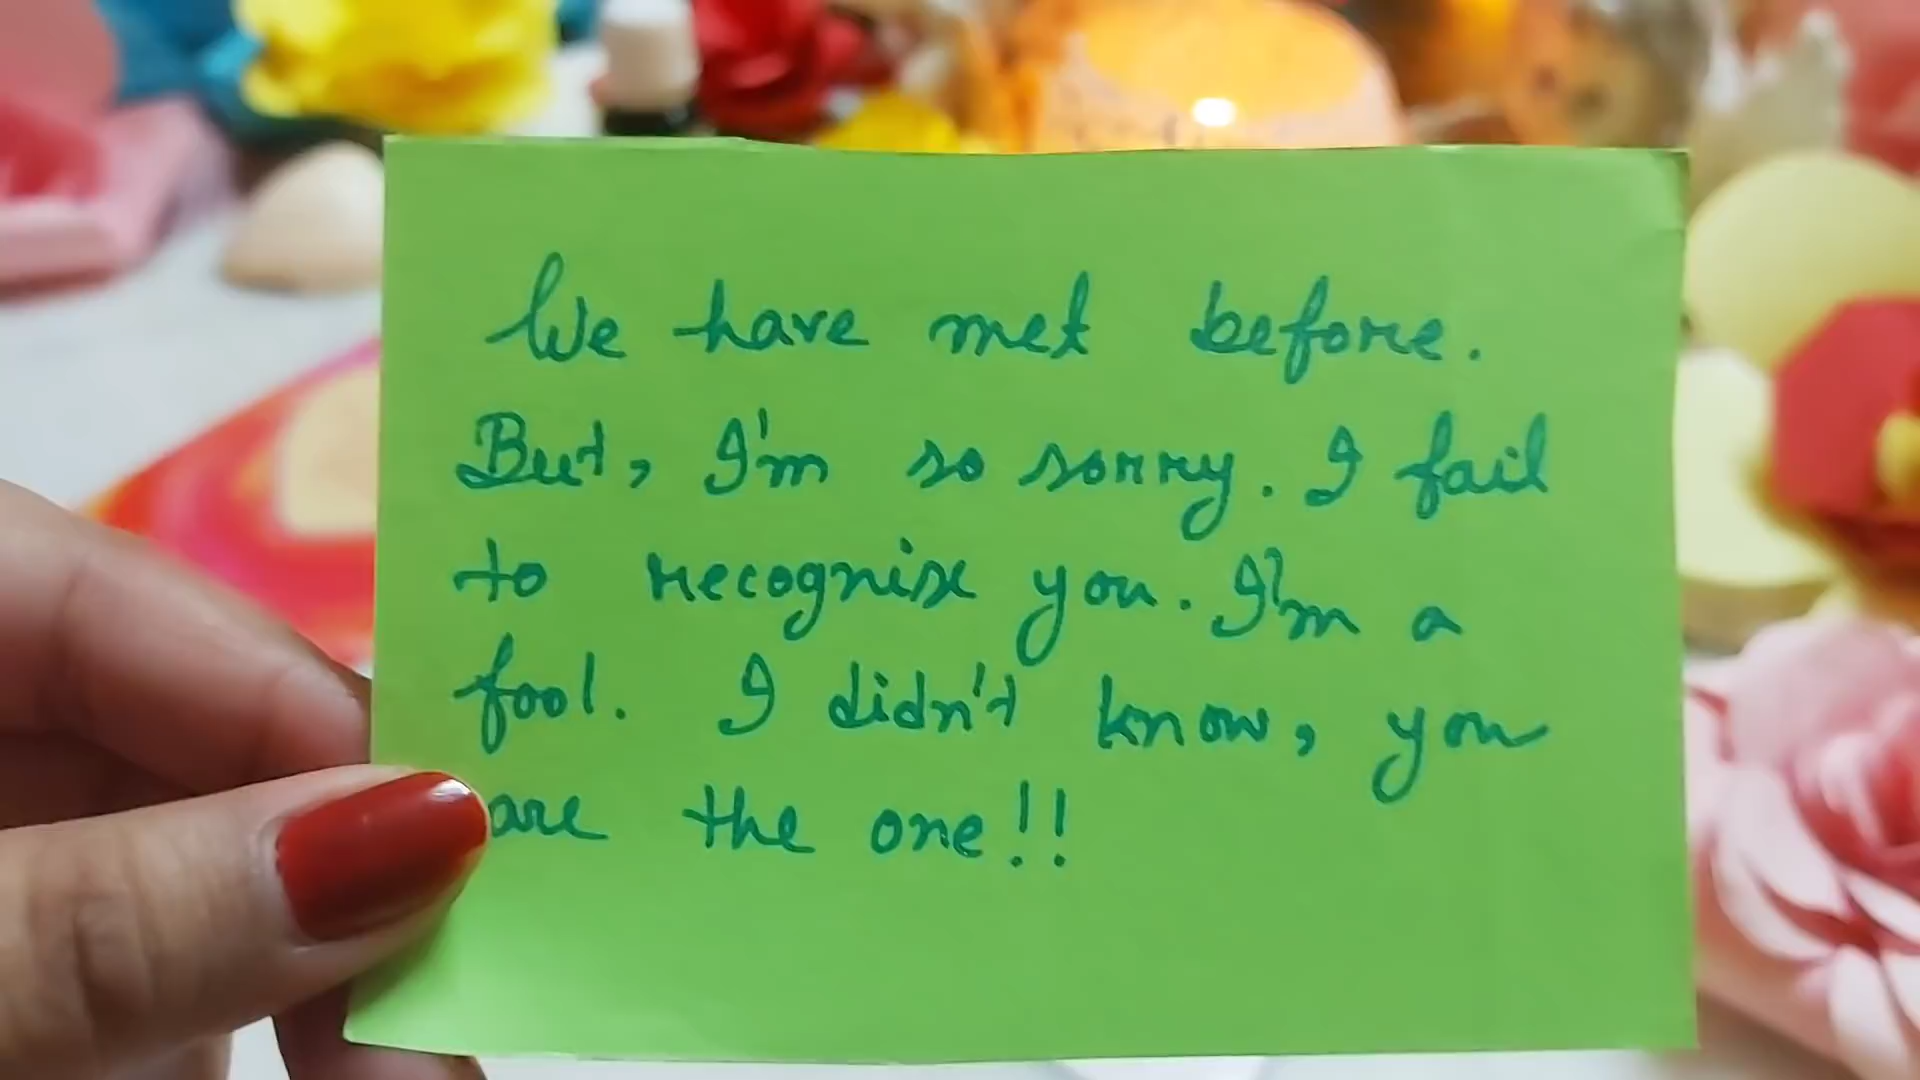 We have met before.
But, I'm so sorry. I fail
to recognise you. I'm a
fool. I didn't know, you
are the one!!